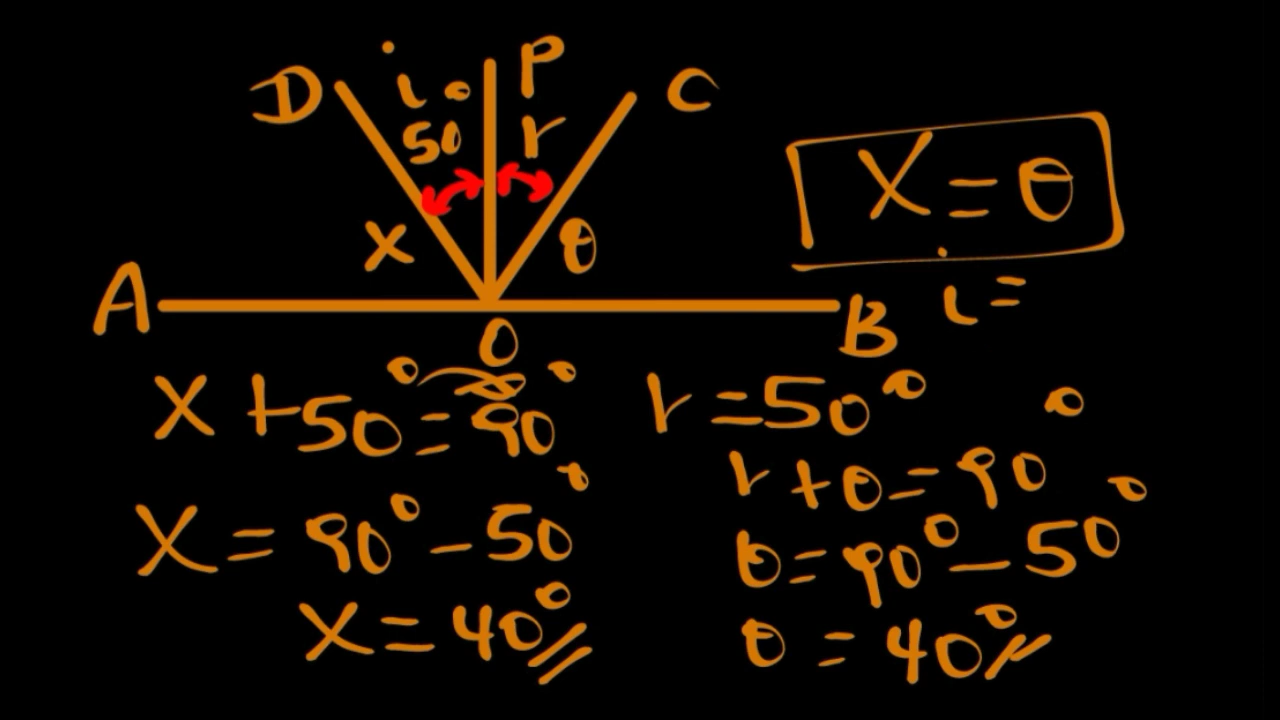 D i P C
50° r
X θ
X = θ
A B
i =
O
X + 50° = 90° r = 50°
r + θ = 90°
X = 90° - 50° θ = 90° - 50°
X = 40° θ = 40°